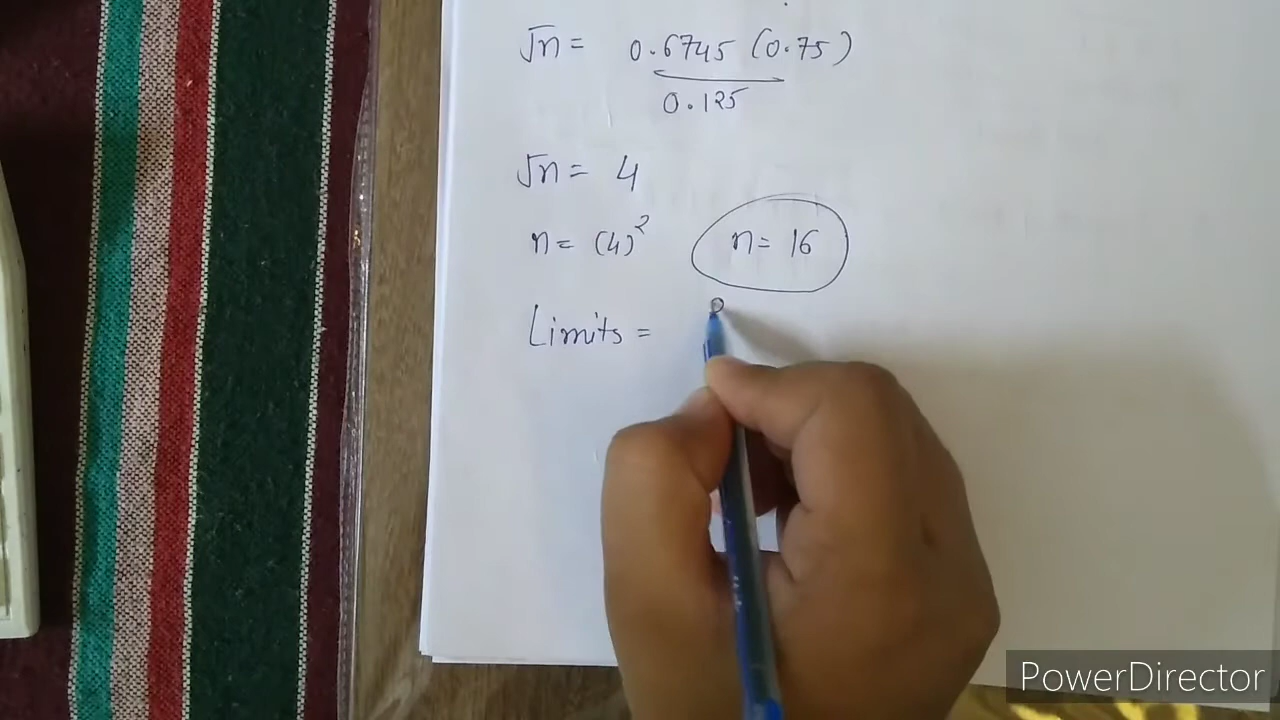 √n = 0.6745 (0.75)
0.125
√n = 4
n = (4)² n = 16
Limits =
PowerDirector